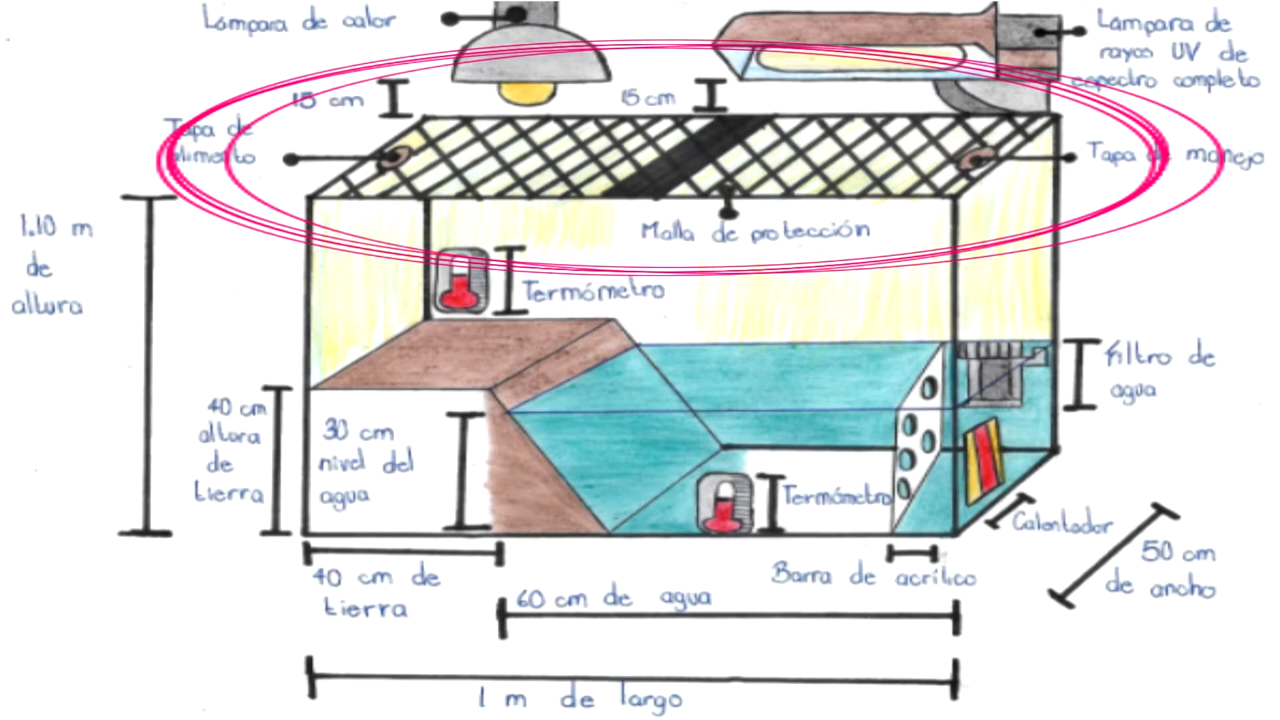 Lámpara de calor
Lámpara de
rayos UV de
espectro completo
15 cm
15 cm
Tapa de
alimento
Tapa de manejo
1.10 m
de
altura
Malla de protección
Termómetro
Filtro de
agua
40 cm
altura
de
tierra
30 cm
nivel del
agua
Termómetro
Calentador
50 cm
de ancho
Barra de acrílico
40 cm de
tierra
60 cm de agua
1 m de largo